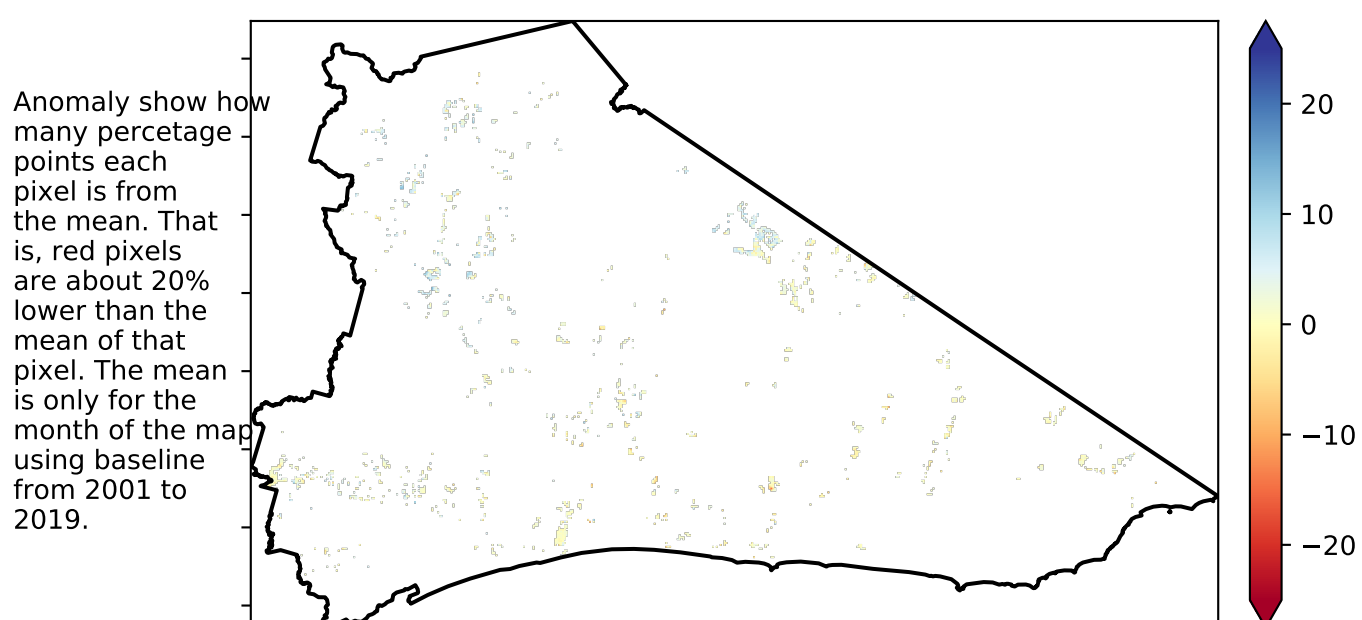 Anomaly show how
many percetage
points each
pixel is from
the mean. That
is, red pixels
are about 20%
lower than the
mean of that
pixel. The mean
is only for the
month of the map
using baseline
from 2001 to
2019.
20
10
0
−10
−20